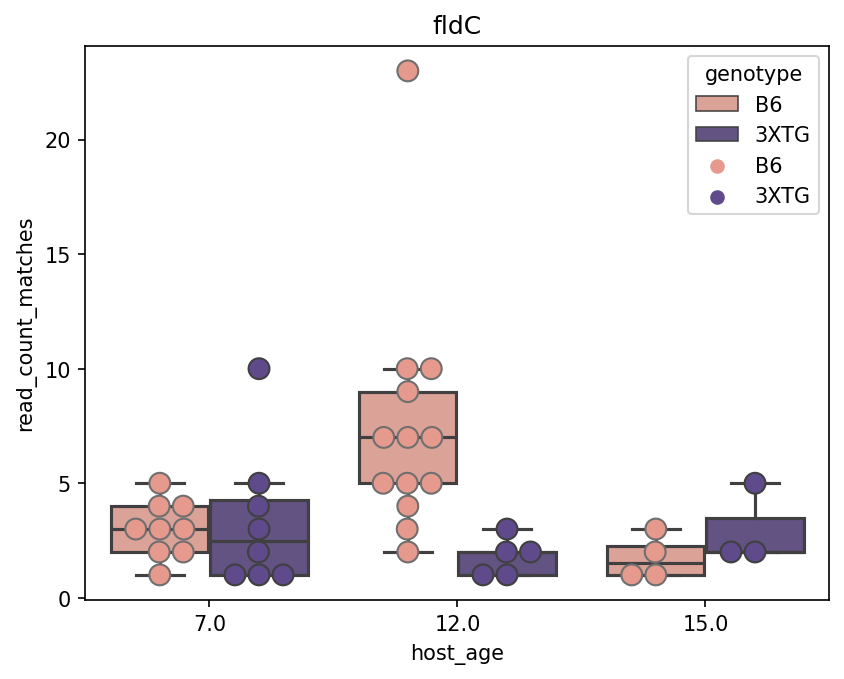 fldC
genotype
B6
3XTG
B6
3XTG
read_count_matches
20
15
10
5
0
7.0
12.0
15.0
host_age